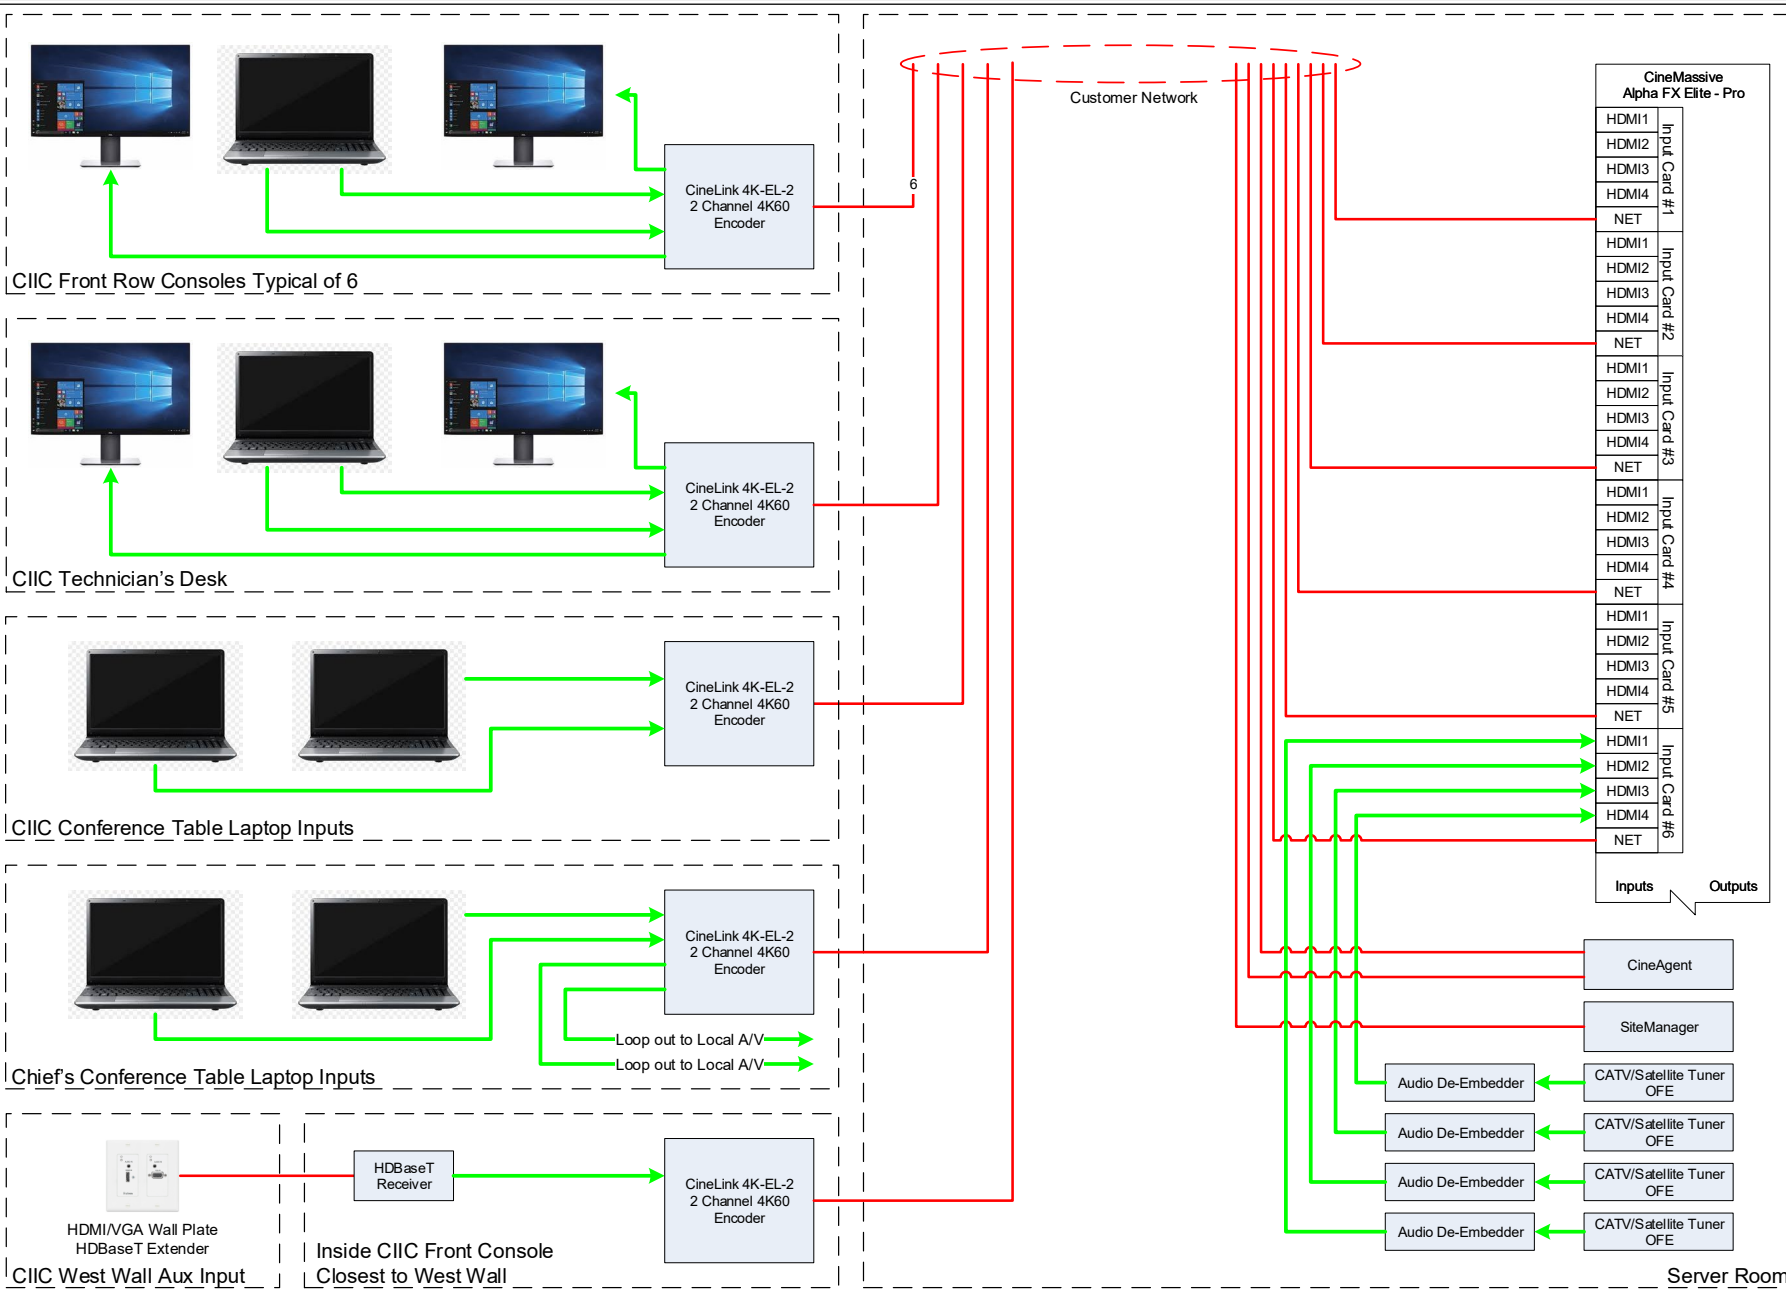 CineLink 4K-EL-2
2 Channel 4K60
Encoder
CIIC Front Row Consoles Typical of 6
CineLink 4K-EL-2
2 Channel 4K60
Encoder
CIIC Technician's Desk
CineLink 4K-EL-2
2 Channel 4K60
Encoder
CIIC Conference Table Laptop Inputs
CineLink 4K-EL-2
2 Channel 4K60
Encoder
Loop out to Local A/V
Loop out to Local A/V
Chief's Conference Table Laptop Inputs
HDMI/VGA Wall Plate
HDBaseT Extender
CIIC West Wall Aux Input
HDBaseT
Receiver
CineLink 4K-EL-2
2 Channel 4K60
Encoder
Inside CIIC Front Console
Closest to West Wall
6
Customer Network
CineMassive
Alpha FX Elite - Pro
HDMI1
HDMI2
HDMI3
HDMI4
NET
Input Card #1
HDMI1
HDMI2
HDMI3
HDMI4
NET
Input Card #2
HDMI1
HDMI2
HDMI3
HDMI4
NET
Input Card #3
HDMI1
HDMI2
HDMI3
HDMI4
NET
Input Card #4
HDMI1
HDMI2
HDMI3
HDMI4
NET
Input Card #5
HDMI1
HDMI2
HDMI3
HDMI4
NET
Input Card #6
Inputs
Outputs
CineAgent
SiteManager
Audio De-Embedder
CATV/Satellite Tuner
OFE
Audio De-Embedder
CATV/Satellite Tuner
OFE
Audio De-Embedder
CATV/Satellite Tuner
OFE
Audio De-Embedder
CATV/Satellite Tuner
OFE
Server Room